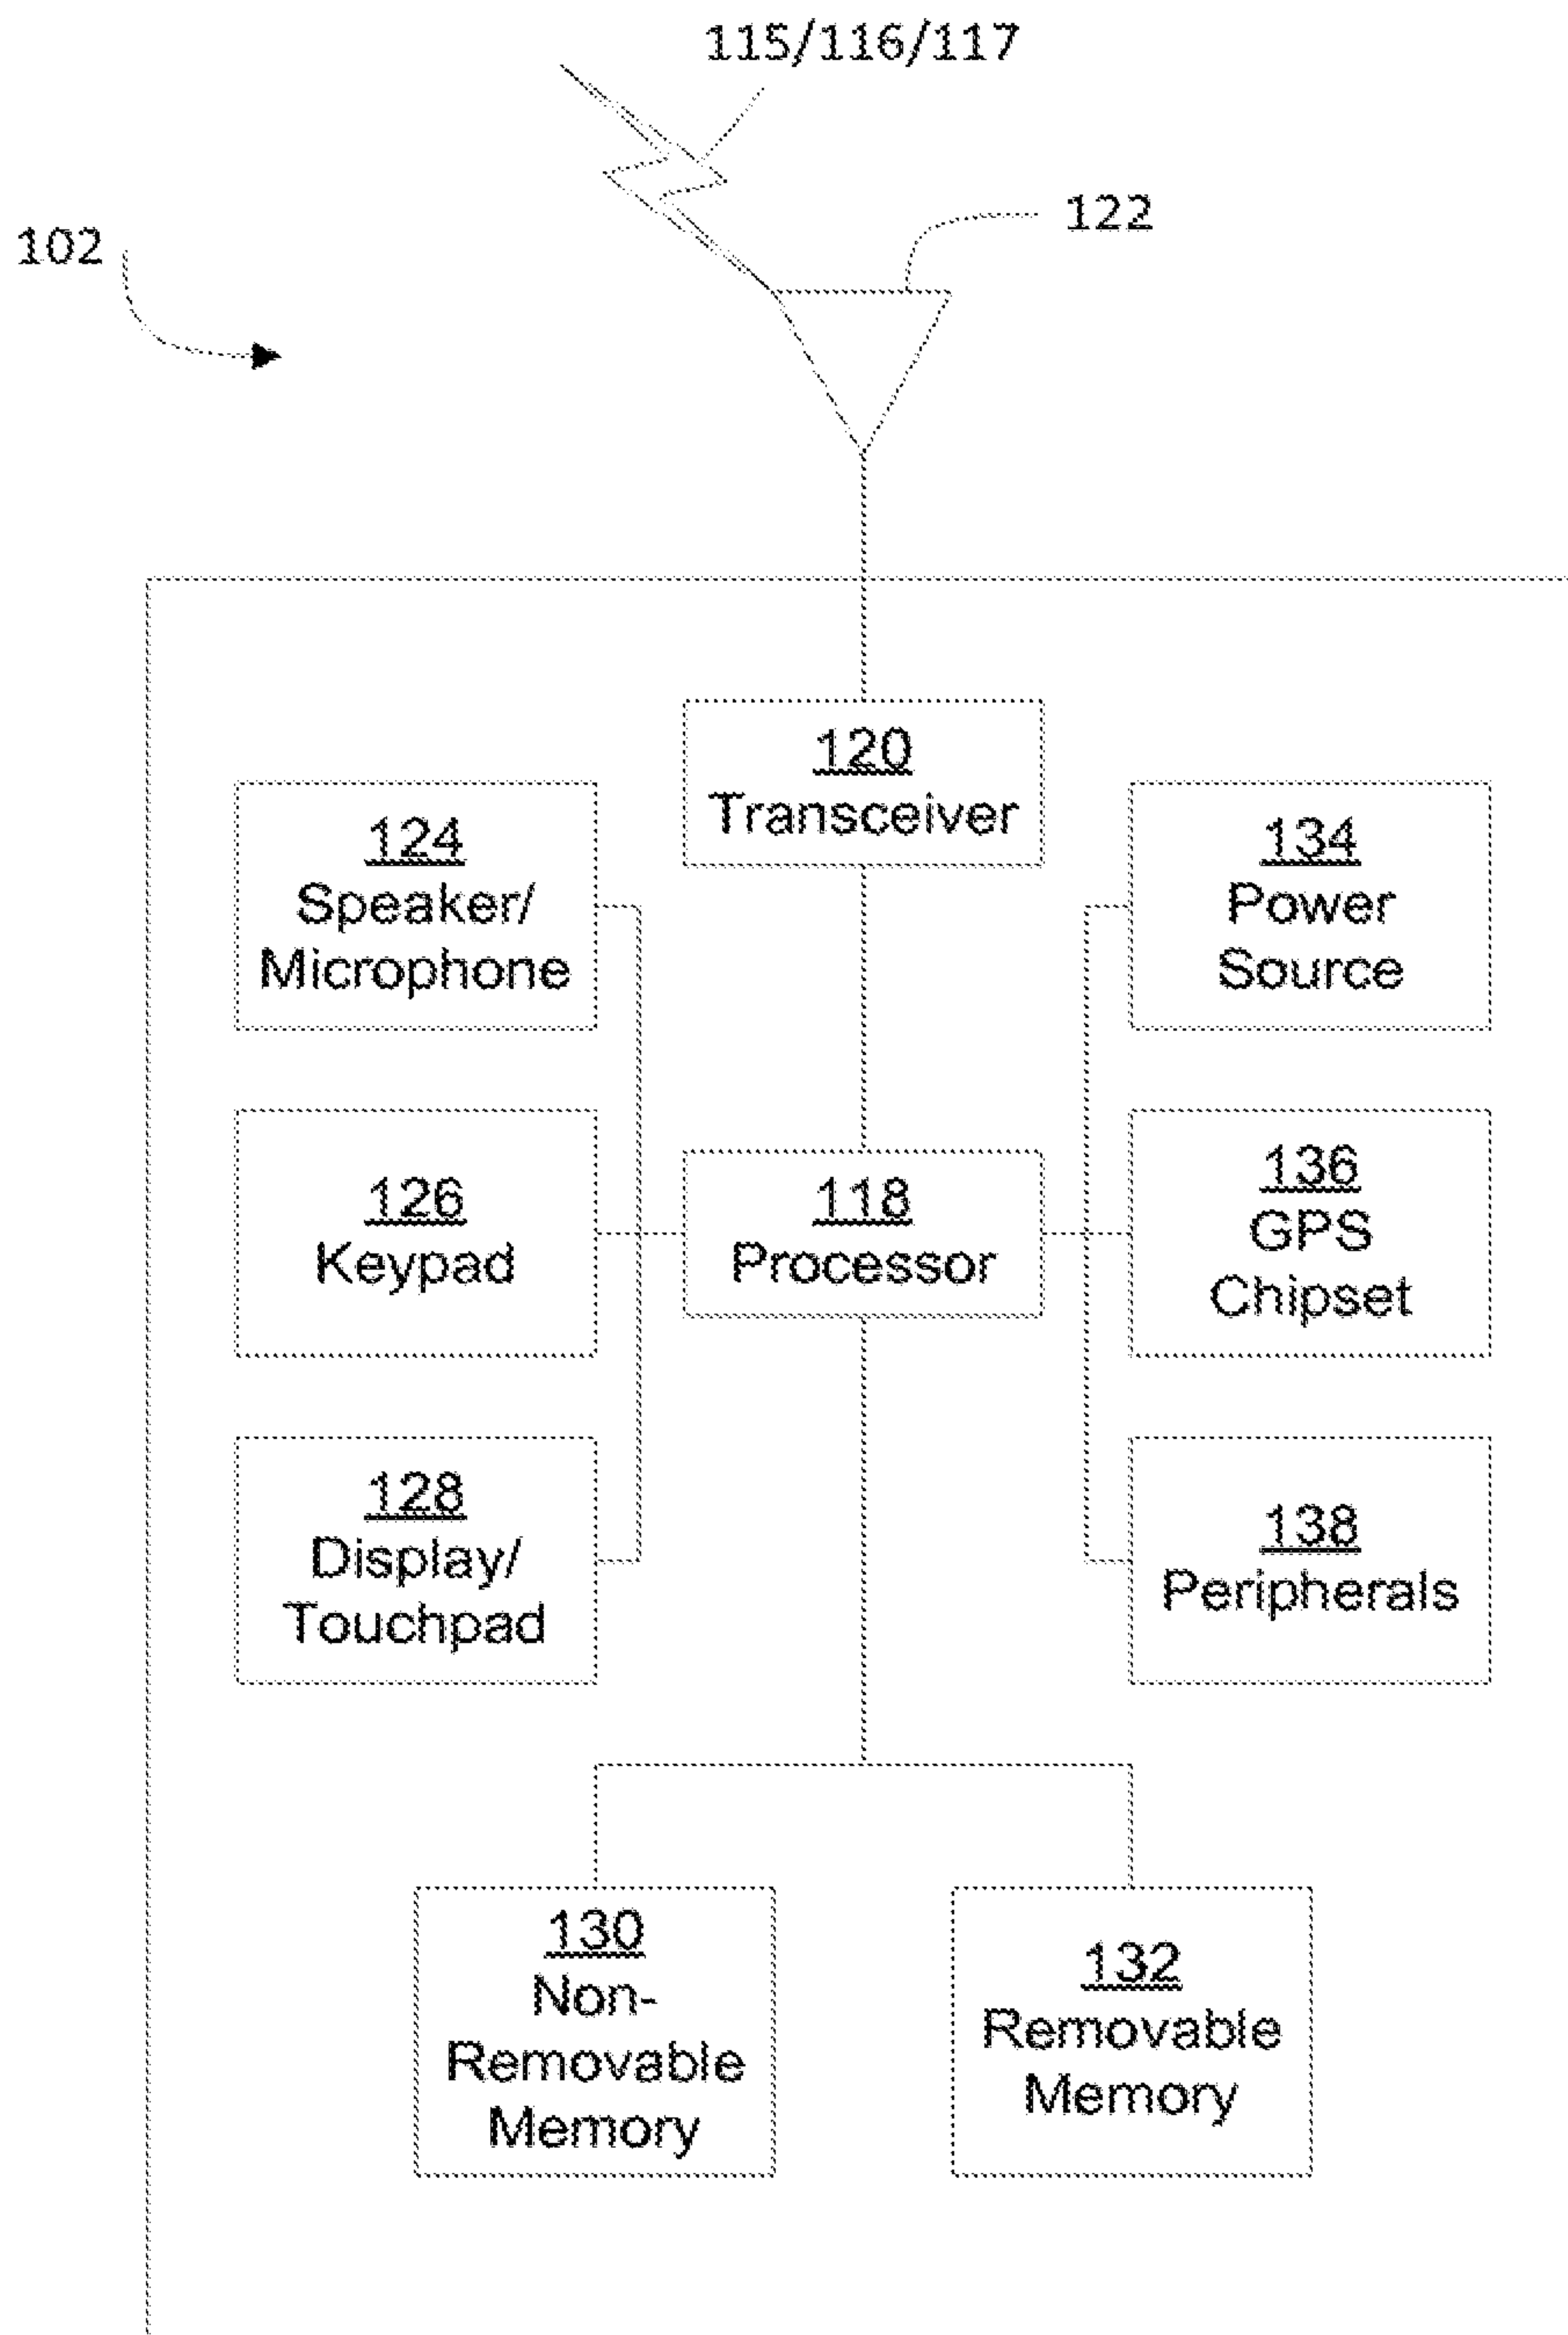 115/116/117
122
102
120
Transceiver
124
Speaker/
Microphone
134
Power
Source
126
Keypad
118
Processor
136
GPS
Chipset
128
Display/
Touchpad
138
Peripherals
130
Non-
Removable
Memory
132
Removable
Memory